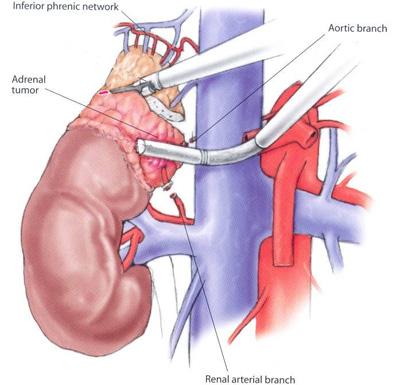 Inferior phrenic network
Aortic branch
Adrenal
tumor
Renal arterial branch